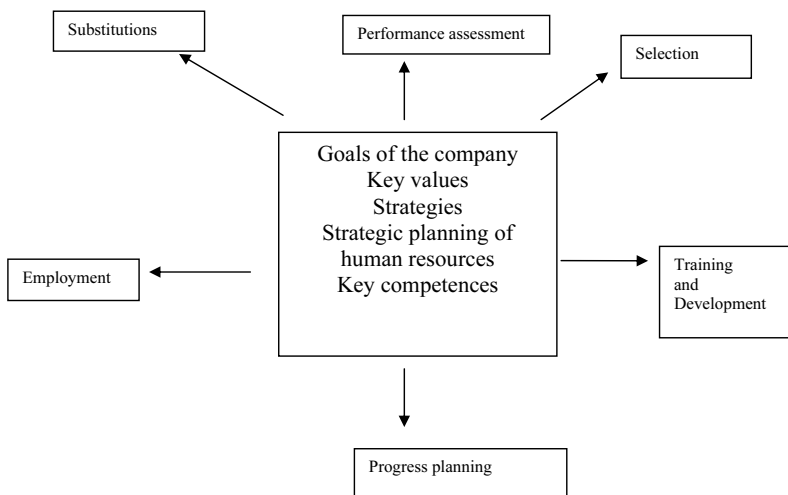 Substitutions
Performance assessment
Selection
Goals of the company
Key values
Strategies
Strategic planning of
human resources
Key competences
Employment
Training
and
Development
Progress planning